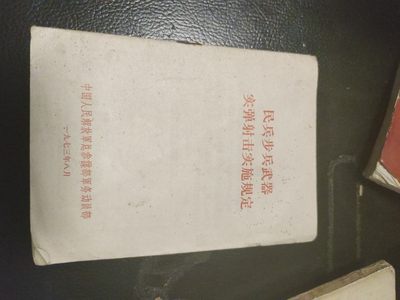 民兵步兵武器
实弹射击实施规定
中国人民解放军总参谋部军务动员部
一九七三年八月